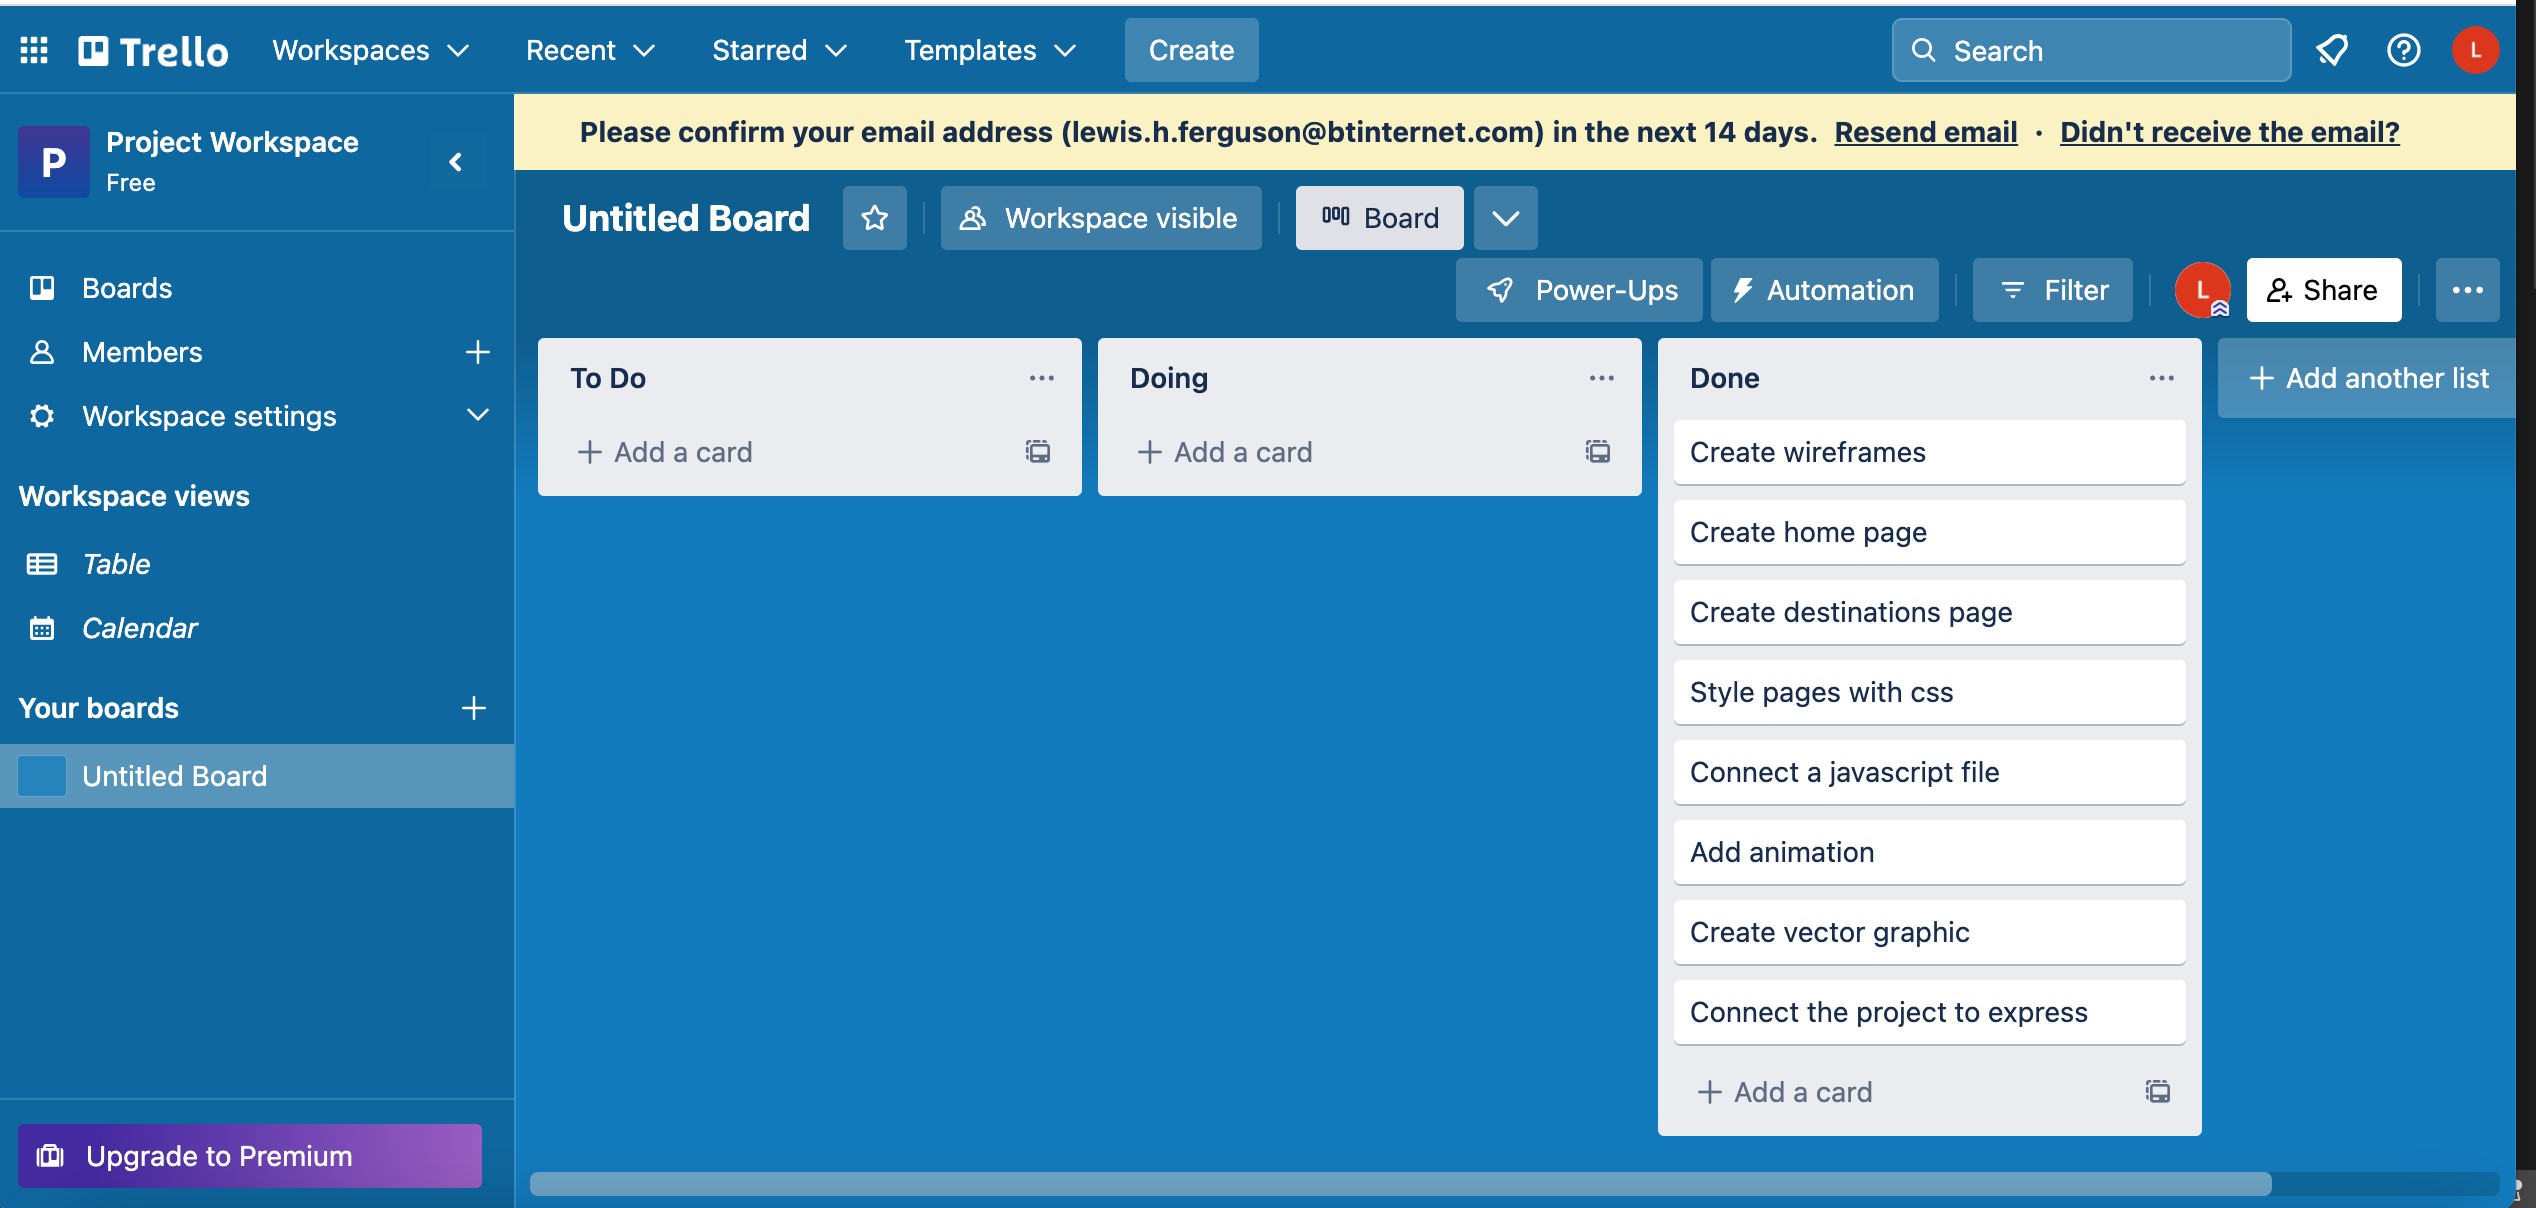 Trello Workspaces Recent Starred Templates Create Search L
P Project Workspace
Free
Please confirm your email address (lewis.h.ferguson@btinternet.com) in the next 14 days. Resend email · Didn't receive the email?
Untitled Board Workspace visible Board
Power-Ups Automation Filter L Share
Boards
Members
Workspace settings
Workspace views
Table
Calendar
Your boards
Untitled Board
Upgrade to Premium
To Do
Add a card
Doing
Add a card
Done
Create wireframes
Create home page
Create destinations page
Style pages with css
Connect a javascript file
Add animation
Create vector graphic
Connect the project to express
Add a card
Add another list